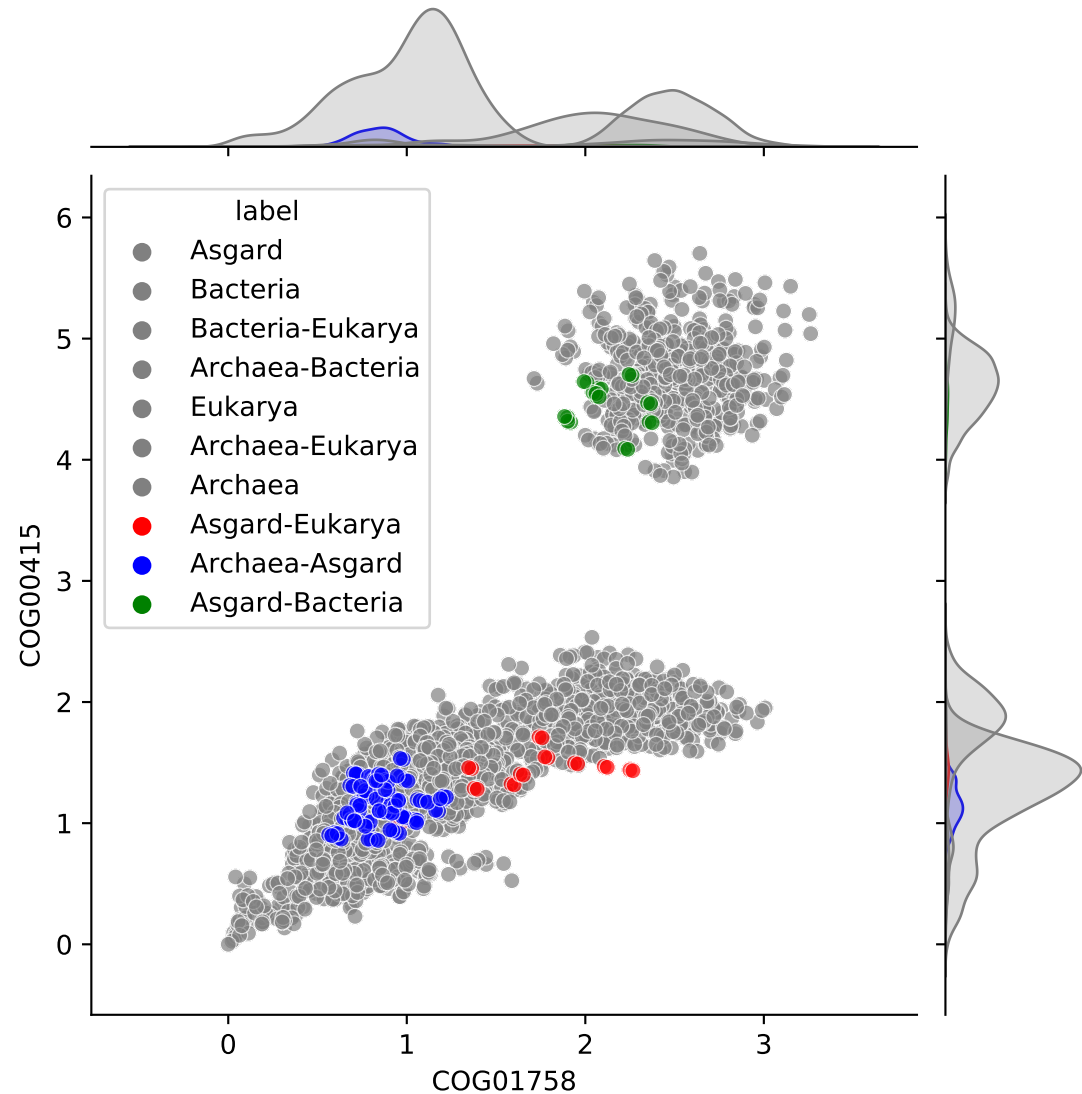 label
Asgard
Bacteria
Bacteria-Eukarya
Archaea-Bacteria
Eukarya
Archaea-Eukarya
Archaea
Asgard-Eukarya
Archaea-Asgard
Asgard-Bacteria
6
5
4
3
2
1
0
COG00415
0
1
2
3
COG01758